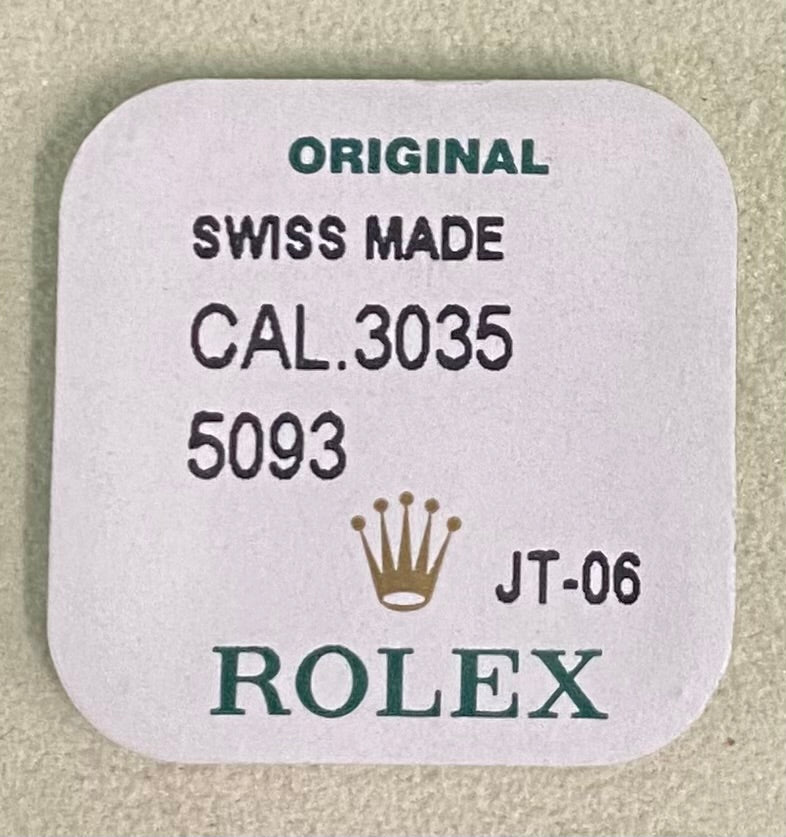 ORIGINAL
SWISS MADE
CAL.3035
5093
JT-06
ROLEX